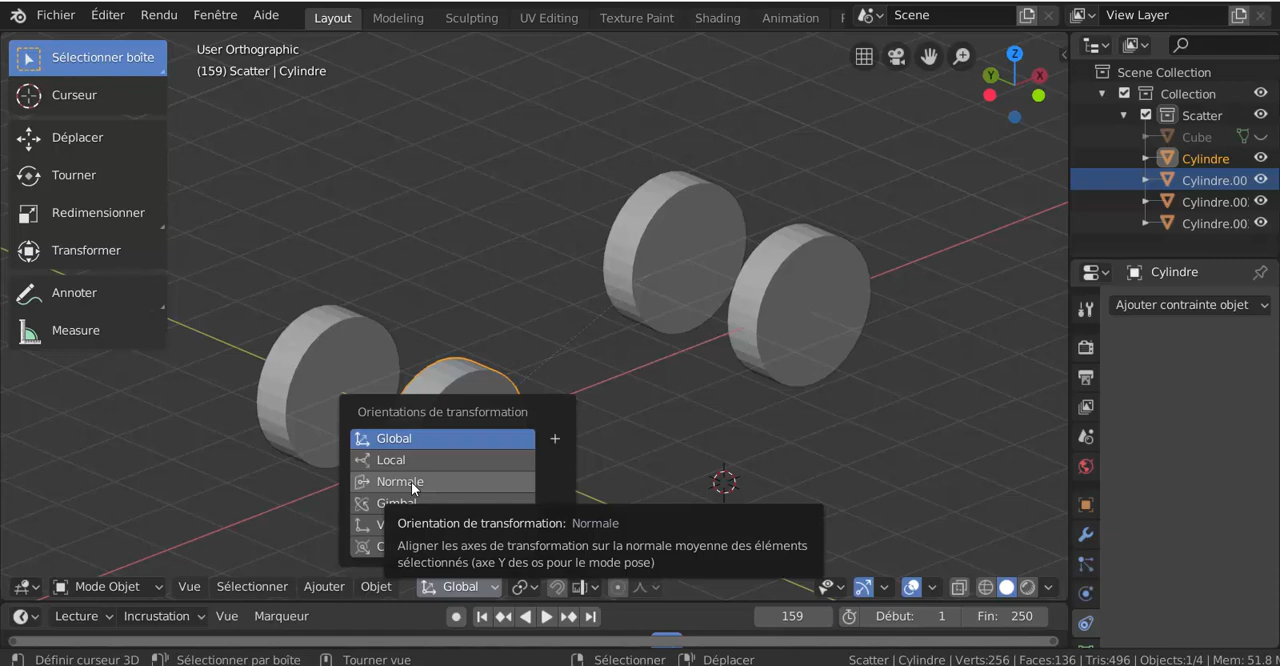 Fichier Éditer Rendu Fenêtre Aide Layout Modeling Sculpting UV Editing Texture Paint Shading Animation Scene View Layer
Sélectionner boîte
User Orthographic
(159) Scatter | Cylindre
Z
Y
X
Scene Collection
Curseur
Collection
Scatter
Déplacer
Cube
Cylindre
Tourner
Cylindre.00
Cylindre.00
Redimensionner
Cylindre.00
Transformer
Cylindre
Annoter
Ajouter contrainte objet
Measure
Orientations de transformation
Global
Local
Normale
Gimbal
V
C
Orientation de transformation: Normale
Aligner les axes de transformation sur la normale moyenne des éléments
sélectionnés (axe Y des os pour le mode pose)
Mode Objet Vue Sélectionner Ajouter Objet Global
Lecture Incrustation Vue Marqueur 159 Début: 1 Fin: 250
Définir curseur 3D Sélectionner par boîte Tourner vue Sélectionner Déplacer Scatter | Cylindre | Verts:256 | Faces:136 | Tris:496 | Objects:1/4 | Mem: 51.8